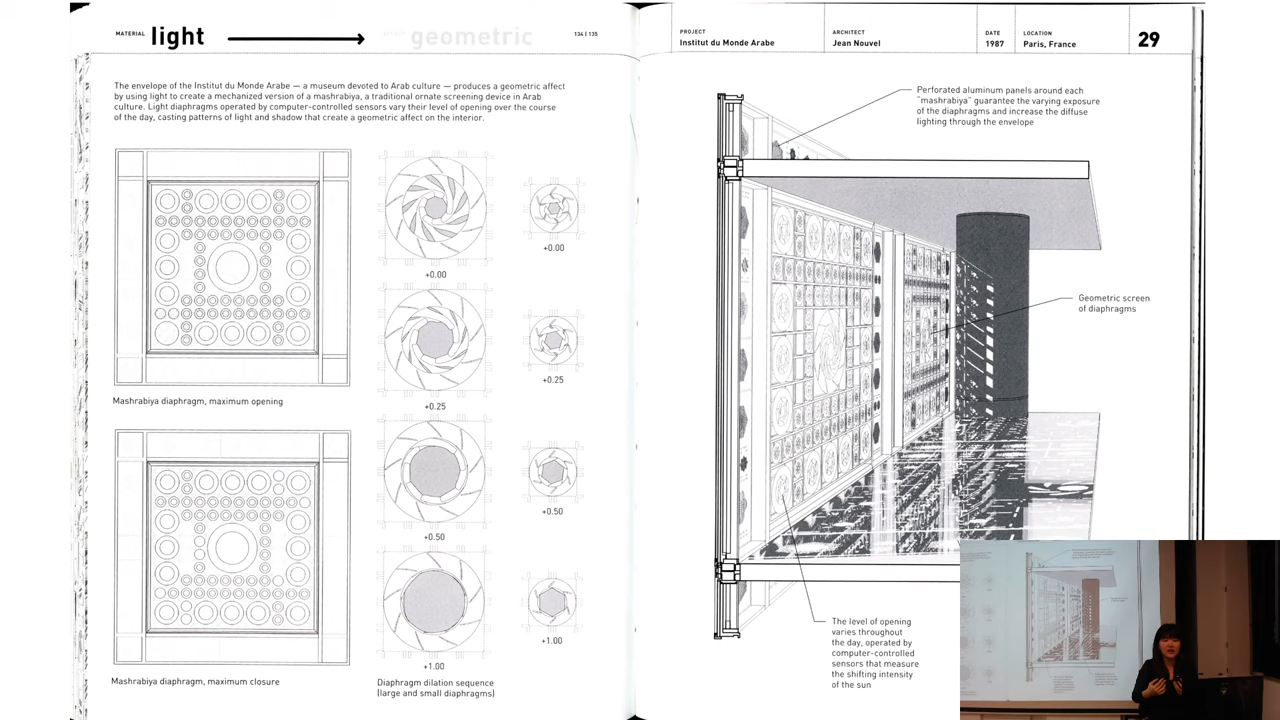 MATERIAL light geometric 134 | 135
The envelope of the Institut du Monde Arabe — a museum devoted to Arab culture — produces a geometric affect
by using light to create a mechanized version of a mashrabiya, a traditional ornate screening device in Arab
culture. Light diaphragms operated by computer-controlled sensors vary their level of opening over the course
of the day, casting patterns of light and shadow that create a geometric affect on the interior.
+0.00
+0.00
+0.25
+0.25
Mashrabiya diaphragm, maximum opening
+0.50
+0.50
+1.00
+1.00
Mashrabiya diaphragm, maximum closure
Diaphragm dilation sequence
(large and small diaphragms)
PROJECT
Institut du Monde Arabe
ARCHITECT
Jean Nouvel
DATE
1987
LOCATION
Paris, France
29
Perforated aluminum panels around each
"mashrabiya" guarantee the varying exposure
of the diaphragms and increase the diffuse
lighting through the envelope
Geometric screen
of diaphragms
The level of opening
varies throughout
the day, operated by
computer-controlled
sensors that measure
the shifting intensity
of the sun